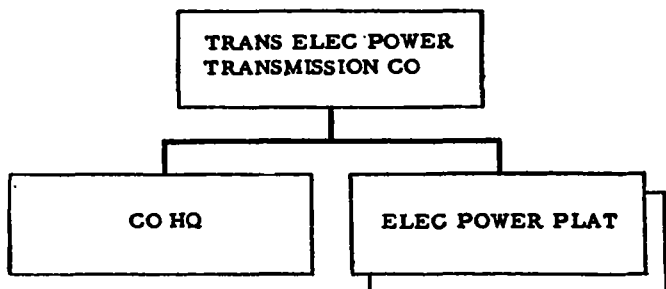 TRANS ELEC POWER
TRANSMISSION CO
CO HQ
ELEC POWER PLAT